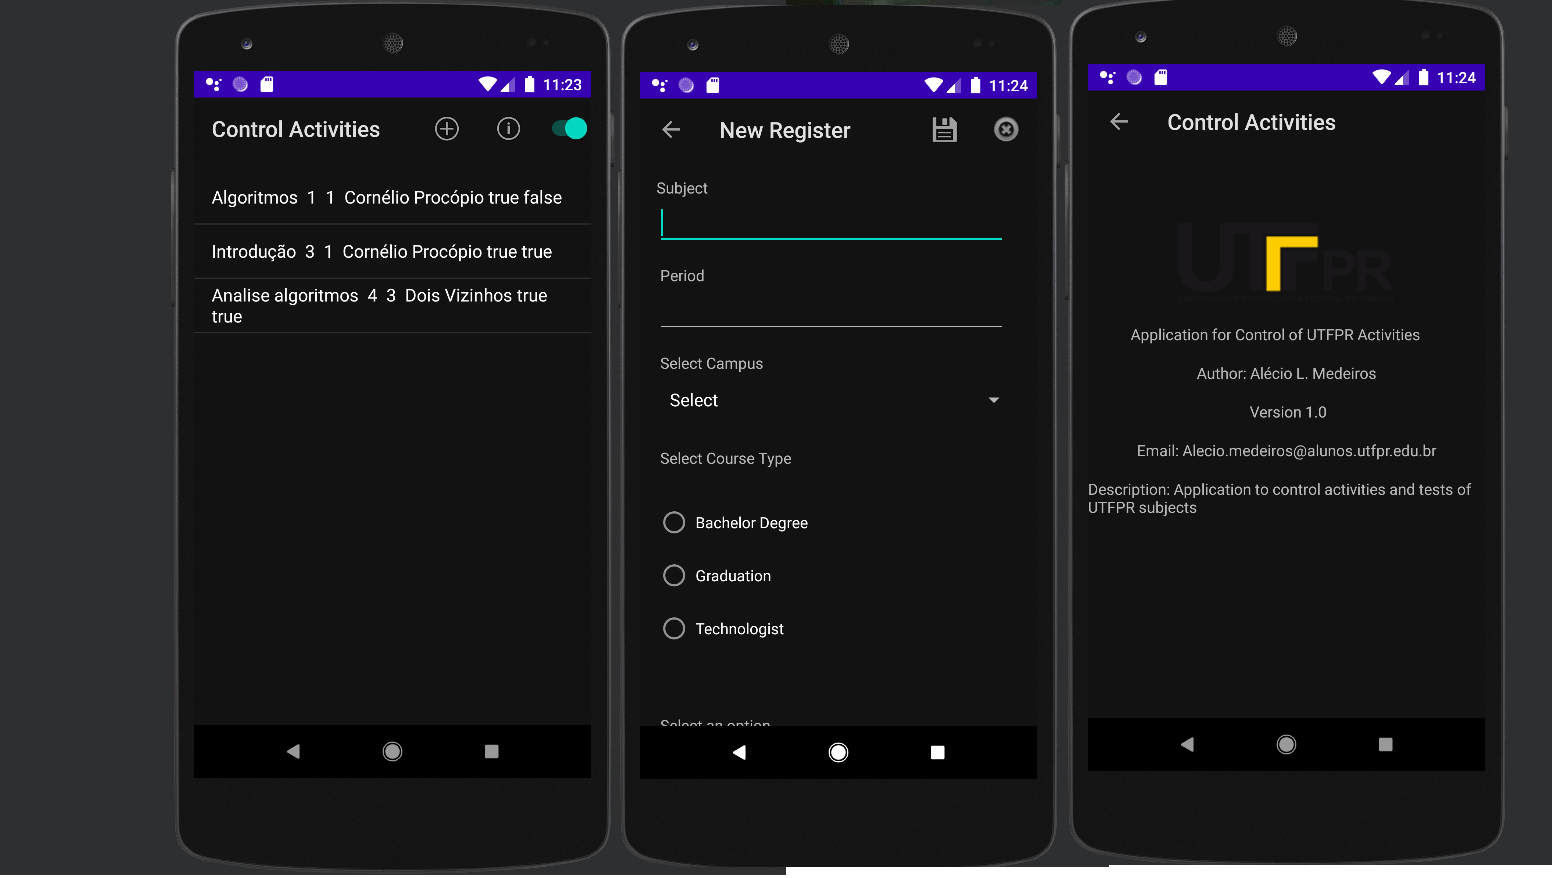 11:23
Control Activities
Algoritmos 1 1 Cornélio Procópio true false
Introdução 3 1 Cornélio Procópio true true
Analise algoritmos 4 3 Dois Vizinhos true
true
11:24
New Register
Subject
Period
Select Campus
Select
Select Course Type
Bachelor Degree
Graduation
Technologist
Select an option
11:24
Control Activities
UTFPR
Application for Control of UTFPR Activities
Author: Alécio L. Medeiros
Version 1.0
Email: Alecio.medeiros@alunos.utfpr.edu.br
Description: Application to control activities and tests of
UTFPR subjects